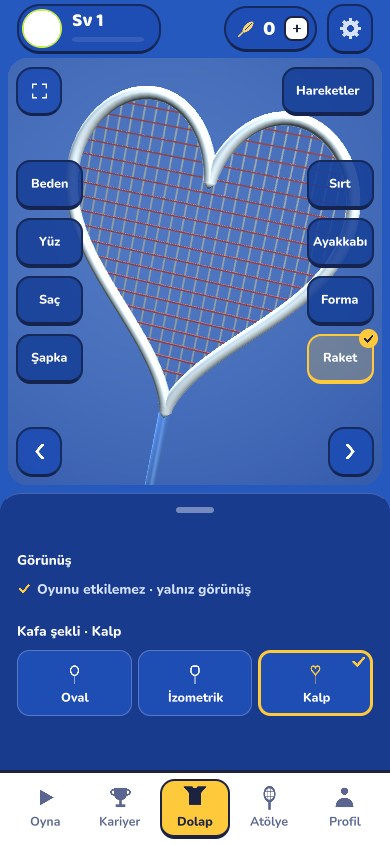 Sv 1
0
+
Hareketler
Beden
Sırt
Yüz
Ayakkabı
Saç
Forma
Şapka
Raket
Görünüş
Oyunu etkilemez · yalnız görünüş
Kafa şekli · Kalp
Oval
İzometrik
Kalp
Oyna
Kariyer
Dolap
Atölye
Profil